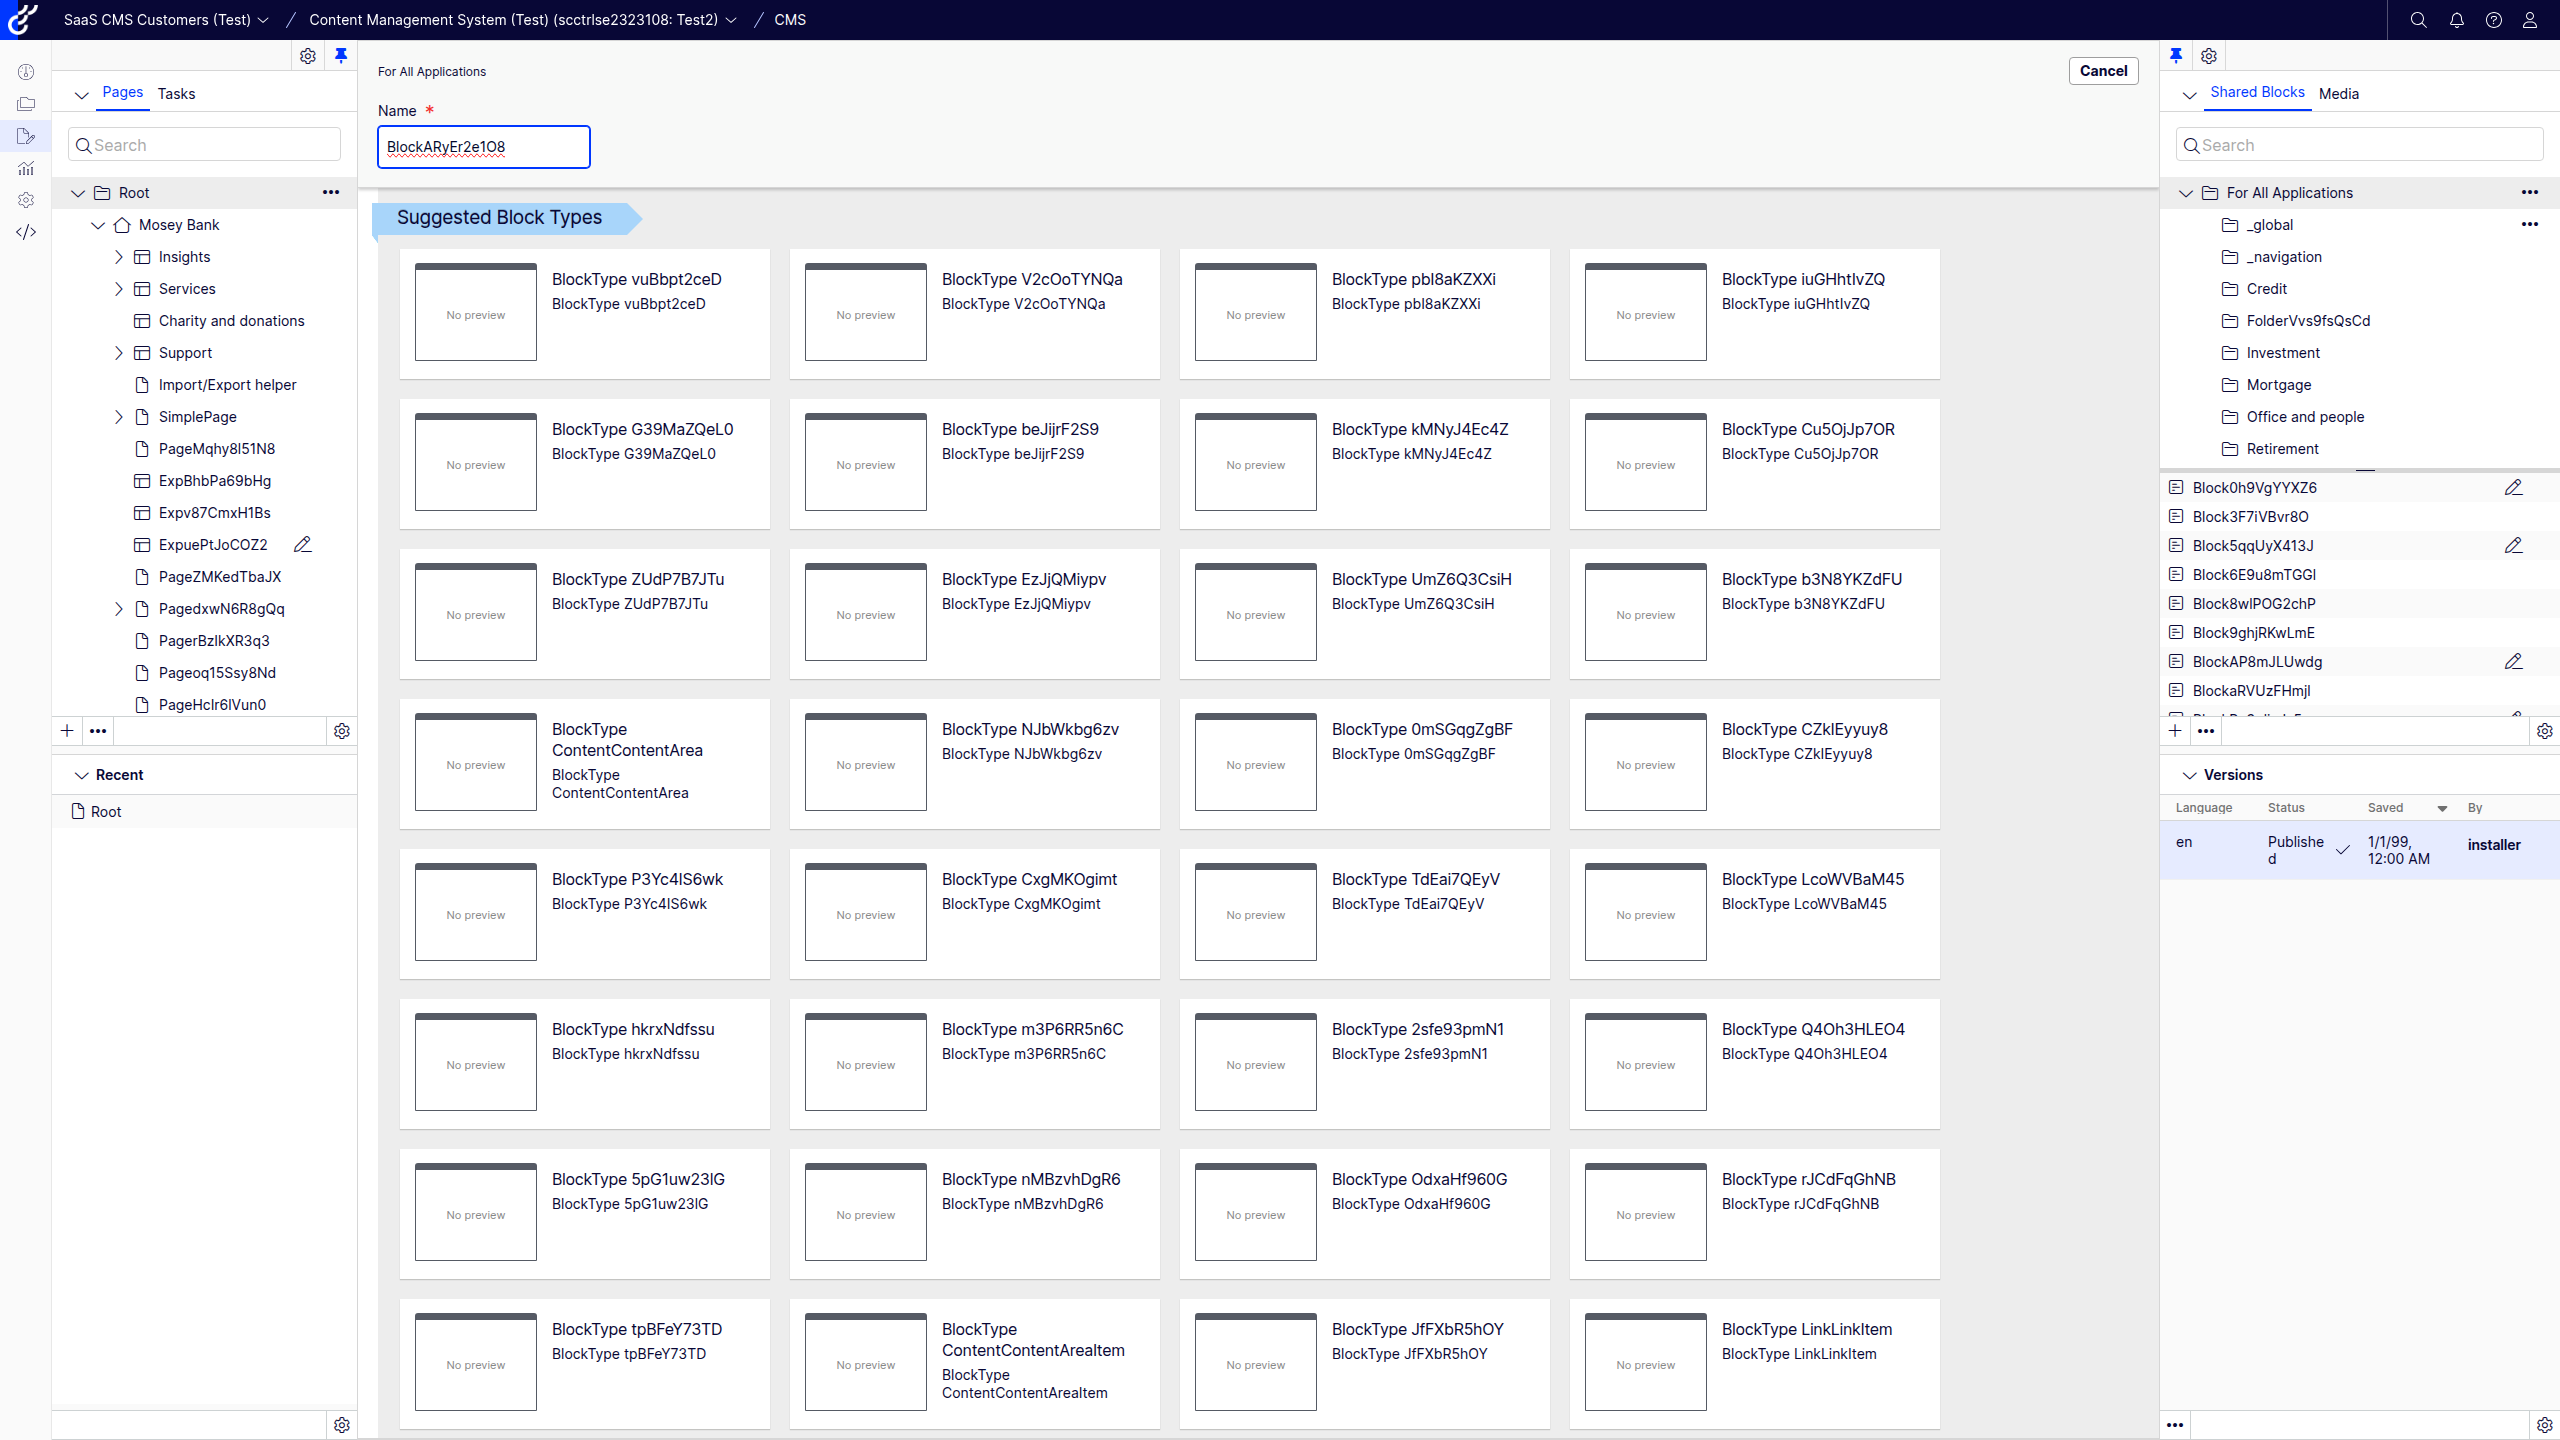 SaaS CMS Customers (Test) / Content Management System (Test) (scctrlse2323108: Test2) / CMS
Pages Tasks
Search
Root
Mosey Bank
Insights
Services
Charity and donations
Support
Import/Export helper
SimplePage
PageMqhy8l51N8
ExpBhbPa69bHg
Expv87CmxH1Bs
ExpuePtJoCOZ2
PageZMKedTbaJX
PagedxwN6R8gQq
PagerBzlkXR3q3
Pageoq15Ssy8Nd
PageHclr6lVun0
Recent
Root
For All Applications
Cancel
Name *
BlockARyEr2e1O8
Suggested Block Types
No preview
BlockType vuBbpt2ceD
BlockType vuBbpt2ceD
No preview
BlockType V2cOoTYNQa
BlockType V2cOoTYNQa
No preview
BlockType pbI8aKZXXi
BlockType pbI8aKZXXi
No preview
BlockType iuGHhtIvZQ
BlockType iuGHhtIvZQ
No preview
BlockType G39MaZQeL0
BlockType G39MaZQeL0
No preview
BlockType beJijrF2S9
BlockType beJijrF2S9
No preview
BlockType kMNyJ4Ec4Z
BlockType kMNyJ4Ec4Z
No preview
BlockType Cu5OjJp7OR
BlockType Cu5OjJp7OR
No preview
BlockType ZUdP7B7JTu
BlockType ZUdP7B7JTu
No preview
BlockType EzJjQMiypv
BlockType EzJjQMiypv
No preview
BlockType UmZ6Q3CsiH
BlockType UmZ6Q3CsiH
No preview
BlockType b3N8YKZdFU
BlockType b3N8YKZdFU
No preview
BlockType
ContentContentArea
BlockType
ContentContentArea
No preview
BlockType NJbWkbg6zv
BlockType NJbWkbg6zv
No preview
BlockType 0mSGqgZgBF
BlockType 0mSGqgZgBF
No preview
BlockType CZklEyyuy8
BlockType CZklEyyuy8
No preview
BlockType P3Yc4IS6wk
BlockType P3Yc4IS6wk
No preview
BlockType CxgMKOgimt
BlockType CxgMKOgimt
No preview
BlockType TdEai7QEyV
BlockType TdEai7QEyV
No preview
BlockType LcoWVBaM45
BlockType LcoWVBaM45
No preview
BlockType hkrxNdfssu
BlockType hkrxNdfssu
No preview
BlockType m3P6RR5n6C
BlockType m3P6RR5n6C
No preview
BlockType 2sfe93pmN1
BlockType 2sfe93pmN1
No preview
BlockType Q4Oh3HLEO4
BlockType Q4Oh3HLEO4
No preview
BlockType 5pG1uw23lG
BlockType 5pG1uw23lG
No preview
BlockType nMBzvhDgR6
BlockType nMBzvhDgR6
No preview
BlockType OdxaHf960G
BlockType OdxaHf960G
No preview
BlockType rJCdFqGhNB
BlockType rJCdFqGhNB
No preview
BlockType tpBFeY73TD
BlockType tpBFeY73TD
No preview
BlockType
ContentContentAreaItem
BlockType
ContentContentAreaItem
No preview
BlockType JfFXbR5hOY
BlockType JfFXbR5hOY
No preview
BlockType LinkLinkItem
BlockType LinkLinkItem
Shared Blocks Media
Search
For All Applications
_global
_navigation
Credit
FolderVvs9fsQsCd
Investment
Mortgage
Office and people
Retirement
Block0h9VgYYXZ6
Block3F7iVBvr8O
Block5qqUyX413J
Block6E9u8mTGGl
Block8wlPOG2chP
Block9ghjRKwLmE
BlockAP8mJLUwdg
BlockaRVUzFHmjl
Versions
Language Status Saved By
en Publishe
d 1/1/99,
12:00 AM installer